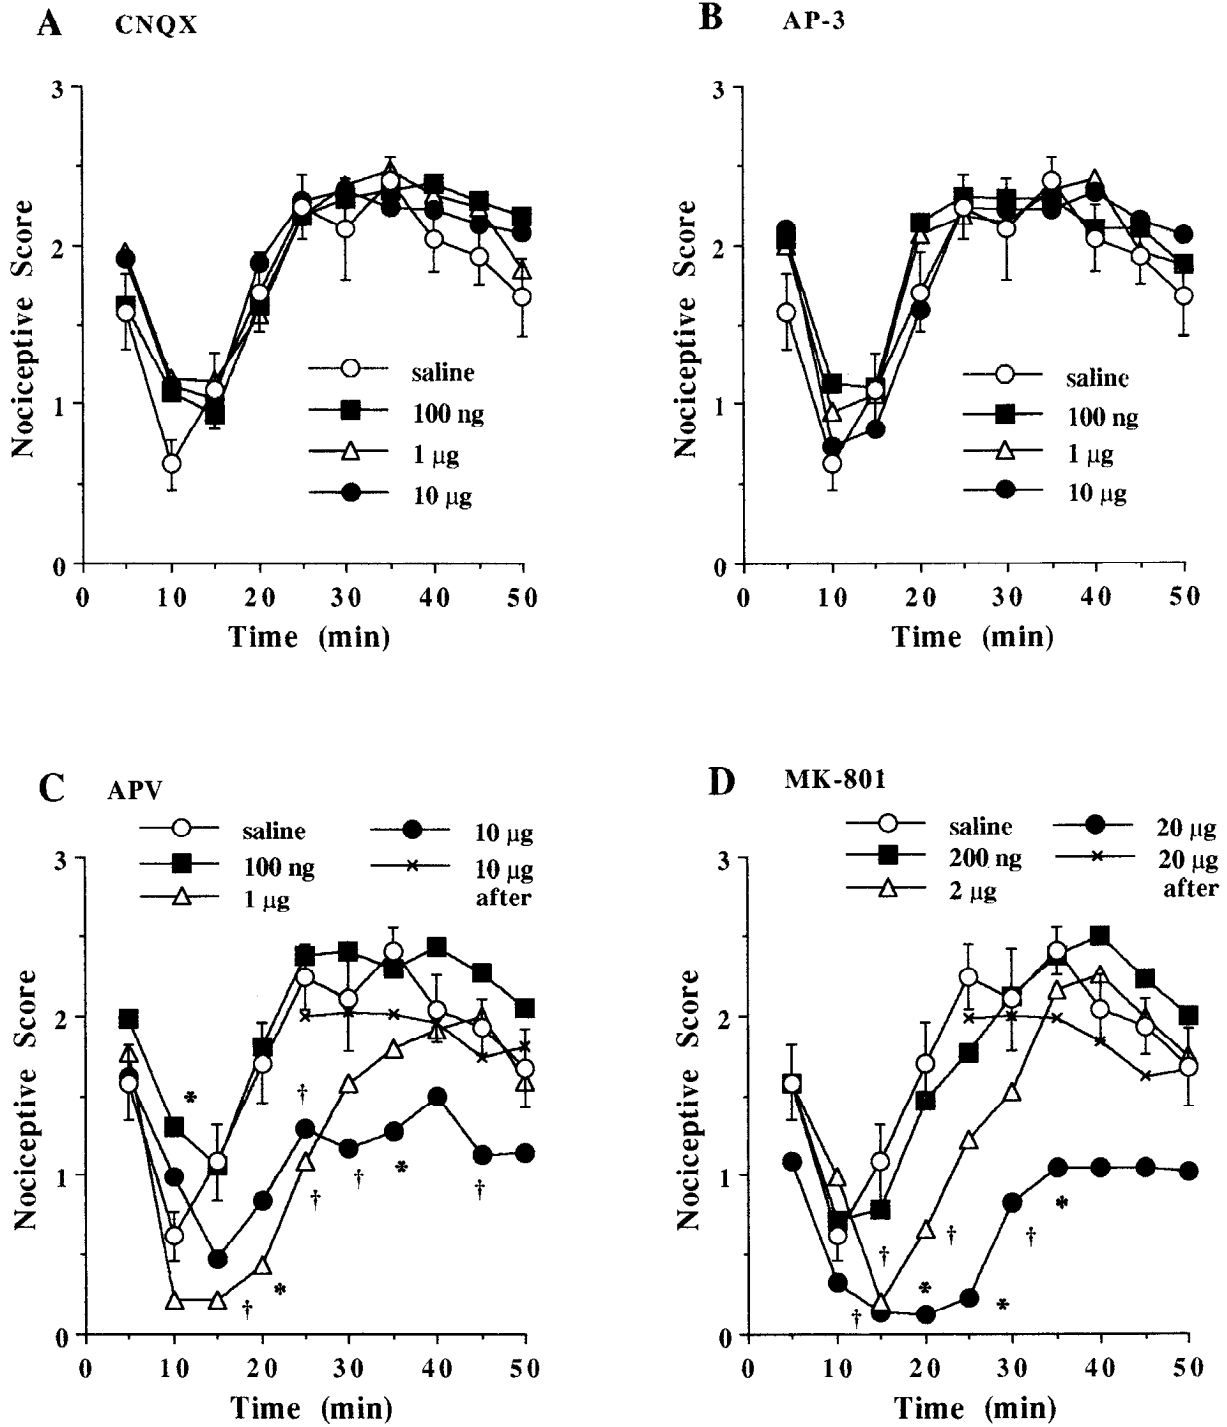 A CNQX
3
2
1
0
Nociceptive Score
saline
100 ng
1 µg
10 µg
0 10 20 30 40 50
Time (min)
B AP-3
3
2
1
0
Nociceptive Score
saline
100 ng
1 µg
10 µg
0 10 20 30 40 50
Time (min)
C APV
saline
100 ng
1 µg
10 µg
10 µg
after
3
2
1
0
Nociceptive Score
*
†
†
†
*
†
†
*
0 10 20 30 40 50
Time (min)
D MK-801
saline
200 ng
2 µg
20 µg
20 µg
after
3
2
1
0
Nociceptive Score
†
†
†
*
*
*
†
0 10 20 30 40 50
Time (min)